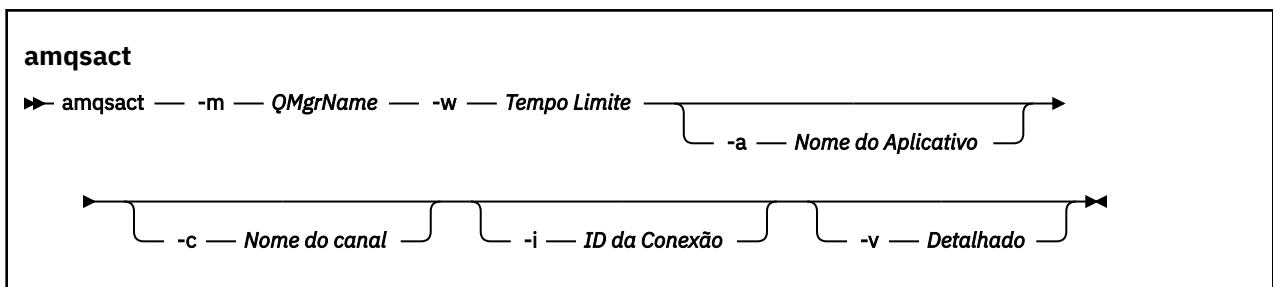 amqsact
amqsact -m QMgrName -w Tempo Limite
-a Nome do Aplicativo
-c Nome do canal -i ID da Conexão -v Detalhado